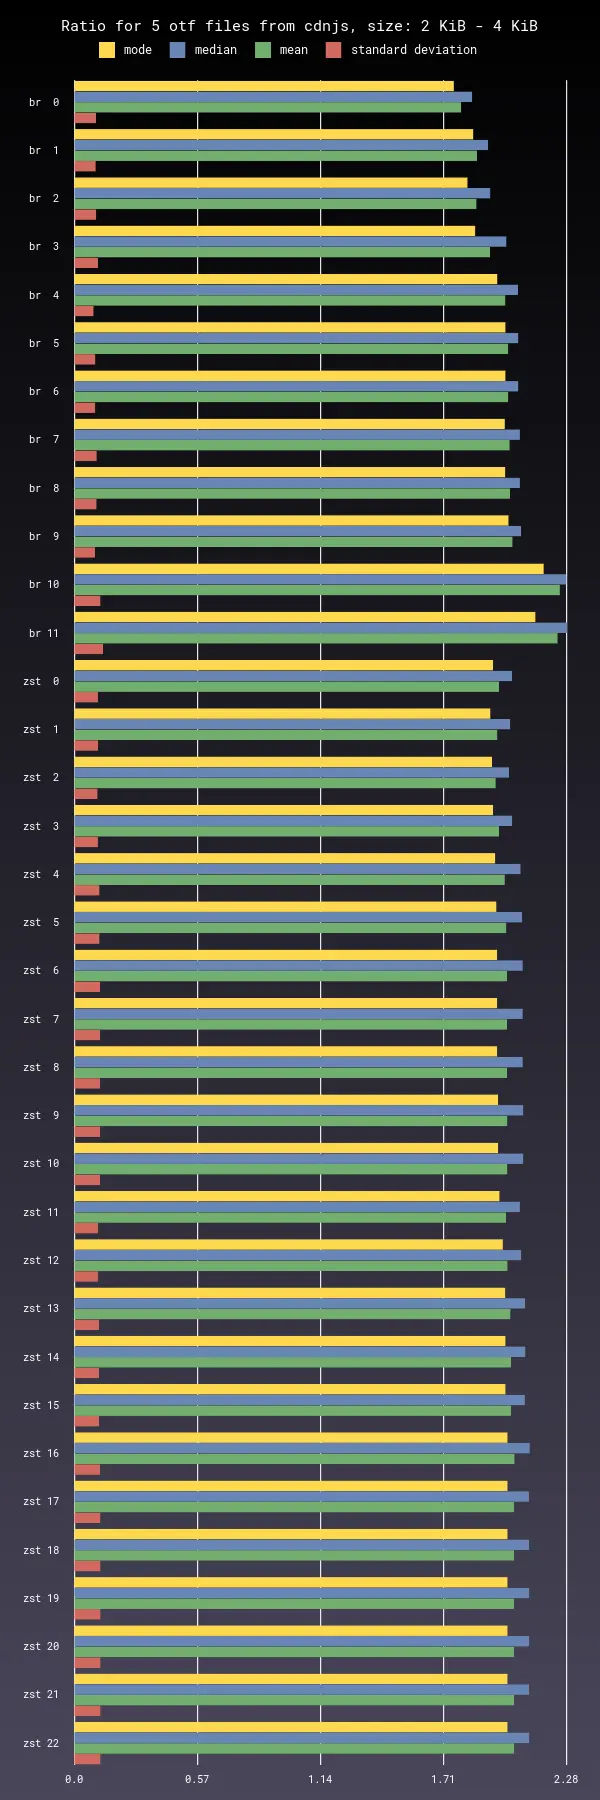 Ratio for 5 otf files from cdnjs, size: 2 KiB - 4 KiB
mode median mean standard deviation
br 0
br 1
br 2
br 3
br 4
br 5
br 6
br 7
br 8
br 9
br 10
br 11
zst 0
zst 1
zst 2
zst 3
zst 4
zst 5
zst 6
zst 7
zst 8
zst 9
zst 10
zst 11
zst 12
zst 13
zst 14
zst 15
zst 16
zst 17
zst 18
zst 19
zst 20
zst 21
zst 22
0.0 0.57 1.14 1.71 2.28